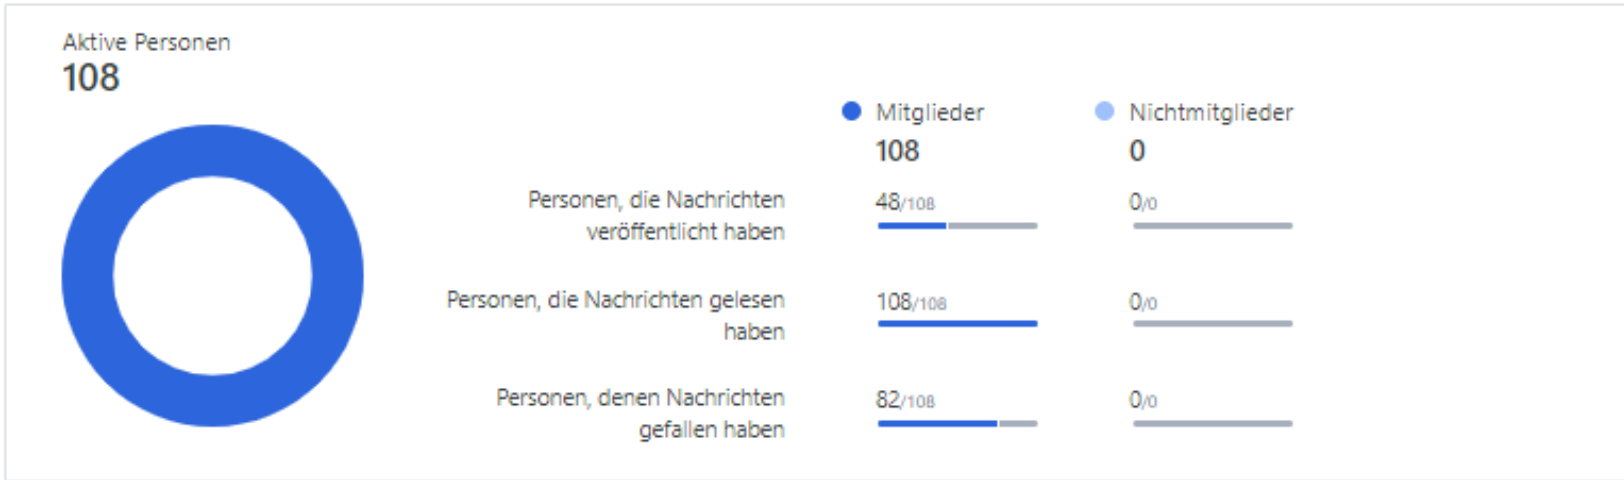 Aktive Personen
108
Mitglieder
Nichtmitglieder
108
0
Personen, die Nachrichten
veröffentlicht haben
48/108
0/0
Personen, die Nachrichten gelesen
haben
108/108
0/0
Personen, denen Nachrichten
gefallen haben
82/108
0/0